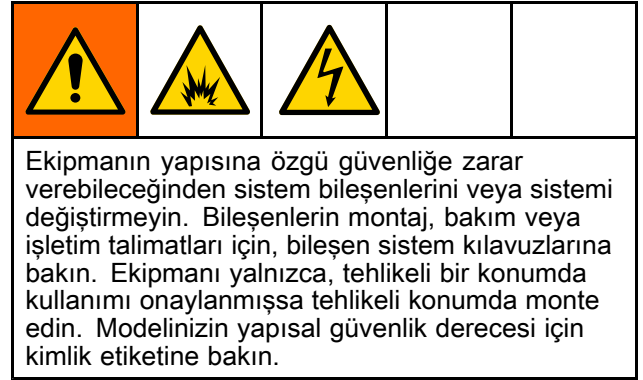 Ekipmanın yapısına özgü güvenliğe zarar
verebileceğinden sistem bileşenlerini veya sistemi
değiştirmeyin. Bileşenlerin montaj, bakım veya
işletim talimatları için, bileşen sistem kılavuzlarına
bakın. Ekipmanı yalnızca, tehlikeli bir konumda
kullanımı onaylanmışsa tehlikeli konumda monte
edin. Modelinizin yapısal güvenlik derecesi için
kimlik etiketine bakın.